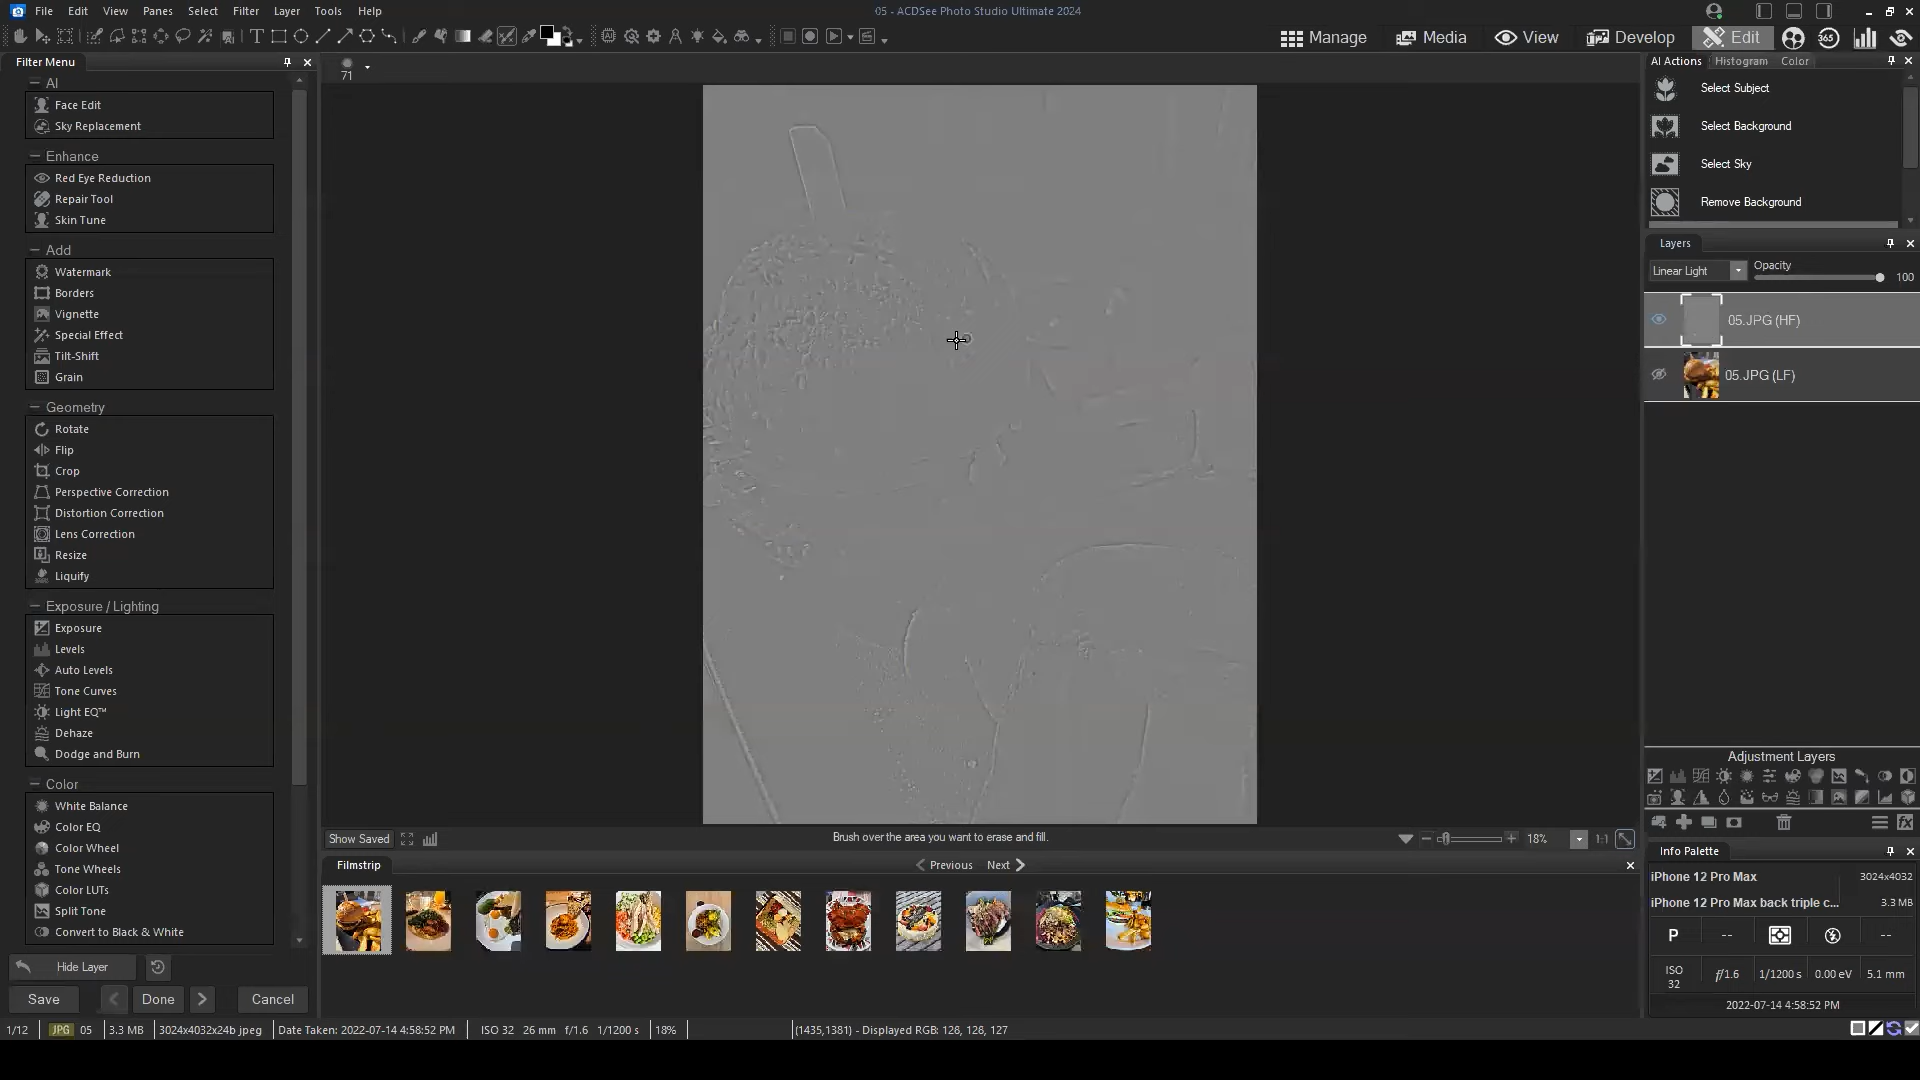 File Edit View Panes Select Filter Layer Tools Help
05 - ACDSee Photo Studio Ultimate 2024
Manage Media View Develop Edit 365
Filter Menu
71
AI
Face Edit
Sky Replacement
Enhance
Red Eye Reduction
Repair Tool
Skin Tune
Add
Watermark
Borders
Vignette
Special Effect
Tilt-Shift
Grain
Geometry
Rotate
Flip
Crop
Perspective Correction
Distortion Correction
Lens Correction
Resize
Liquify
Exposure / Lighting
Exposure
Levels
Auto Levels
Tone Curves
Light EQ™
Dehaze
Dodge and Burn
Color
White Balance
Color EQ
Color Wheel
Tone Wheels
Color LUTs
Split Tone
Convert to Black & White
Hide Layer
Save Done Cancel
Show Saved
Brush over the area you want to erase and fill.
18% 1:1
Filmstrip
Previous Next
AI Actions Histogram Color
Select Subject
Select Background
Select Sky
Remove Background
Layers
Linear Light Opacity 100
05.JPG (HF)
05.JPG (LF)
Adjustment Layers
Info Palette
iPhone 12 Pro Max 3024x4032
iPhone 12 Pro Max back triple c... 3.3 MB
P -- --
ISO 32 f/1.6 1/1200 s 0.00 eV 5.1 mm
2022-07-14 4:58:52 PM
1/12 JPG 05 3.3 MB 3024x4032x24b jpeg Date Taken: 2022-07-14 4:58:52 PM ISO 32 26 mm f/1.6 1/1200 s 18% (1435,1381) - Displayed RGB: 128, 128, 127